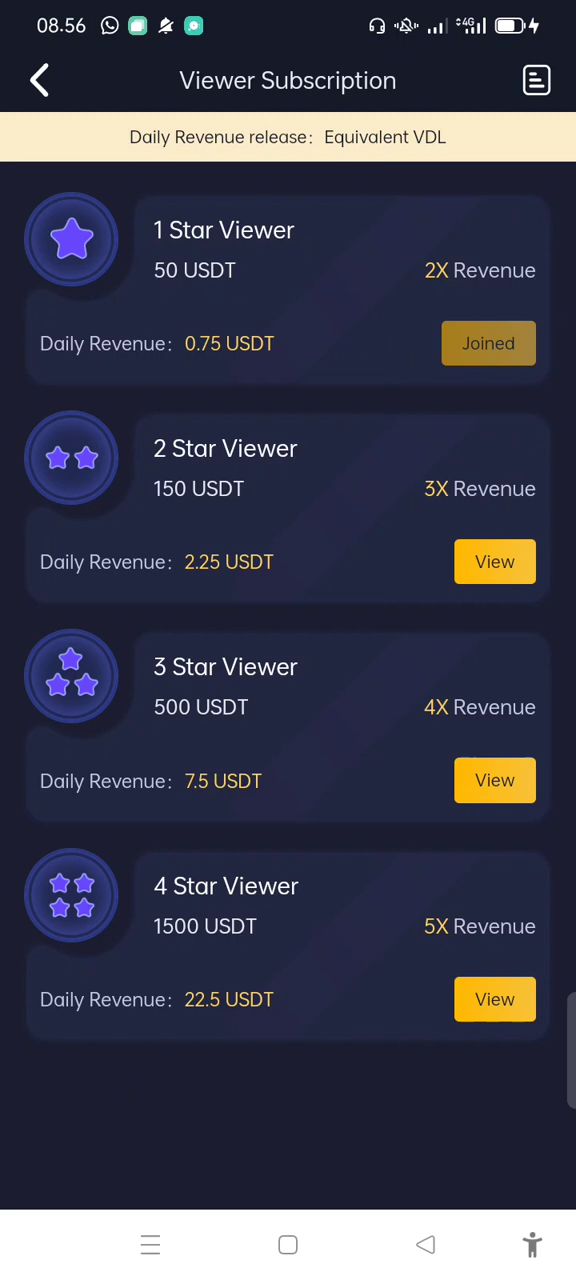 08.56
4G
Viewer Subscription
Daily Revenue release: Equivalent VDL
1 Star Viewer
50 USDT
2X Revenue
Daily Revenue: 0.75 USDT
Joined
2 Star Viewer
150 USDT
3X Revenue
Daily Revenue: 2.25 USDT
View
3 Star Viewer
500 USDT
4X Revenue
Daily Revenue: 7.5 USDT
View
4 Star Viewer
1500 USDT
5X Revenue
Daily Revenue: 22.5 USDT
View